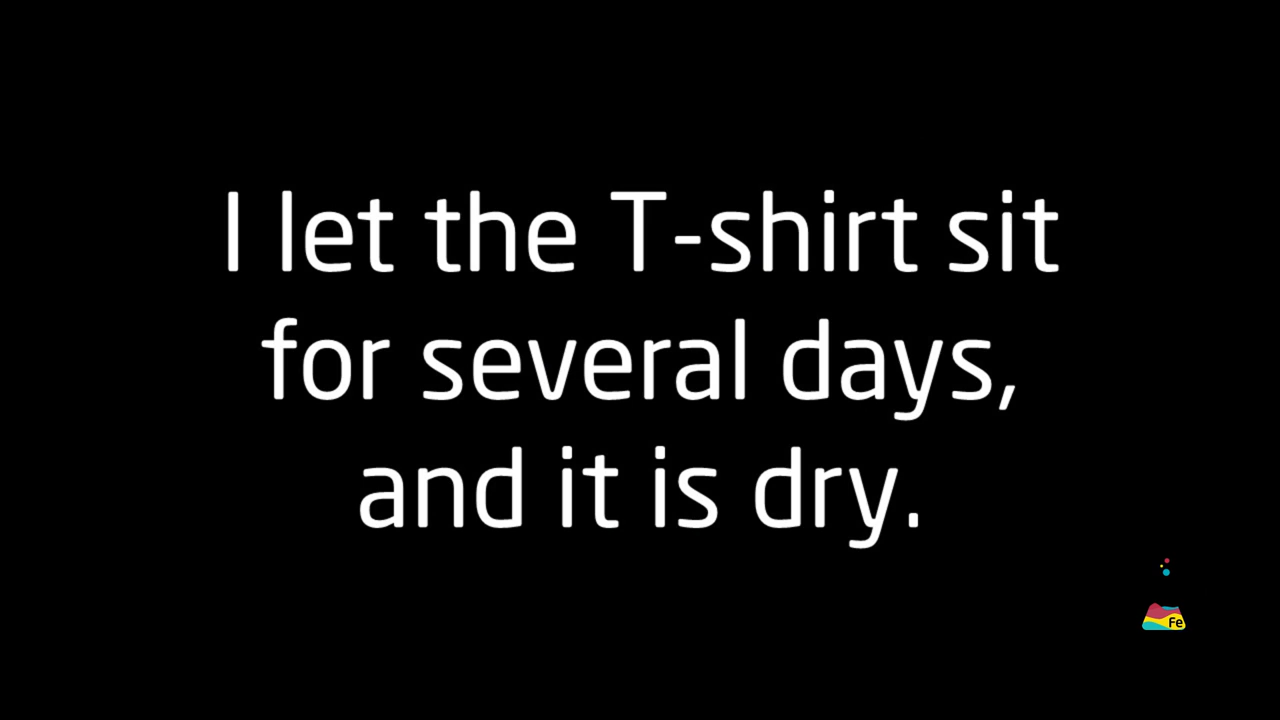 I let the T-shirt sit
for several days,
and it is dry.
Fe